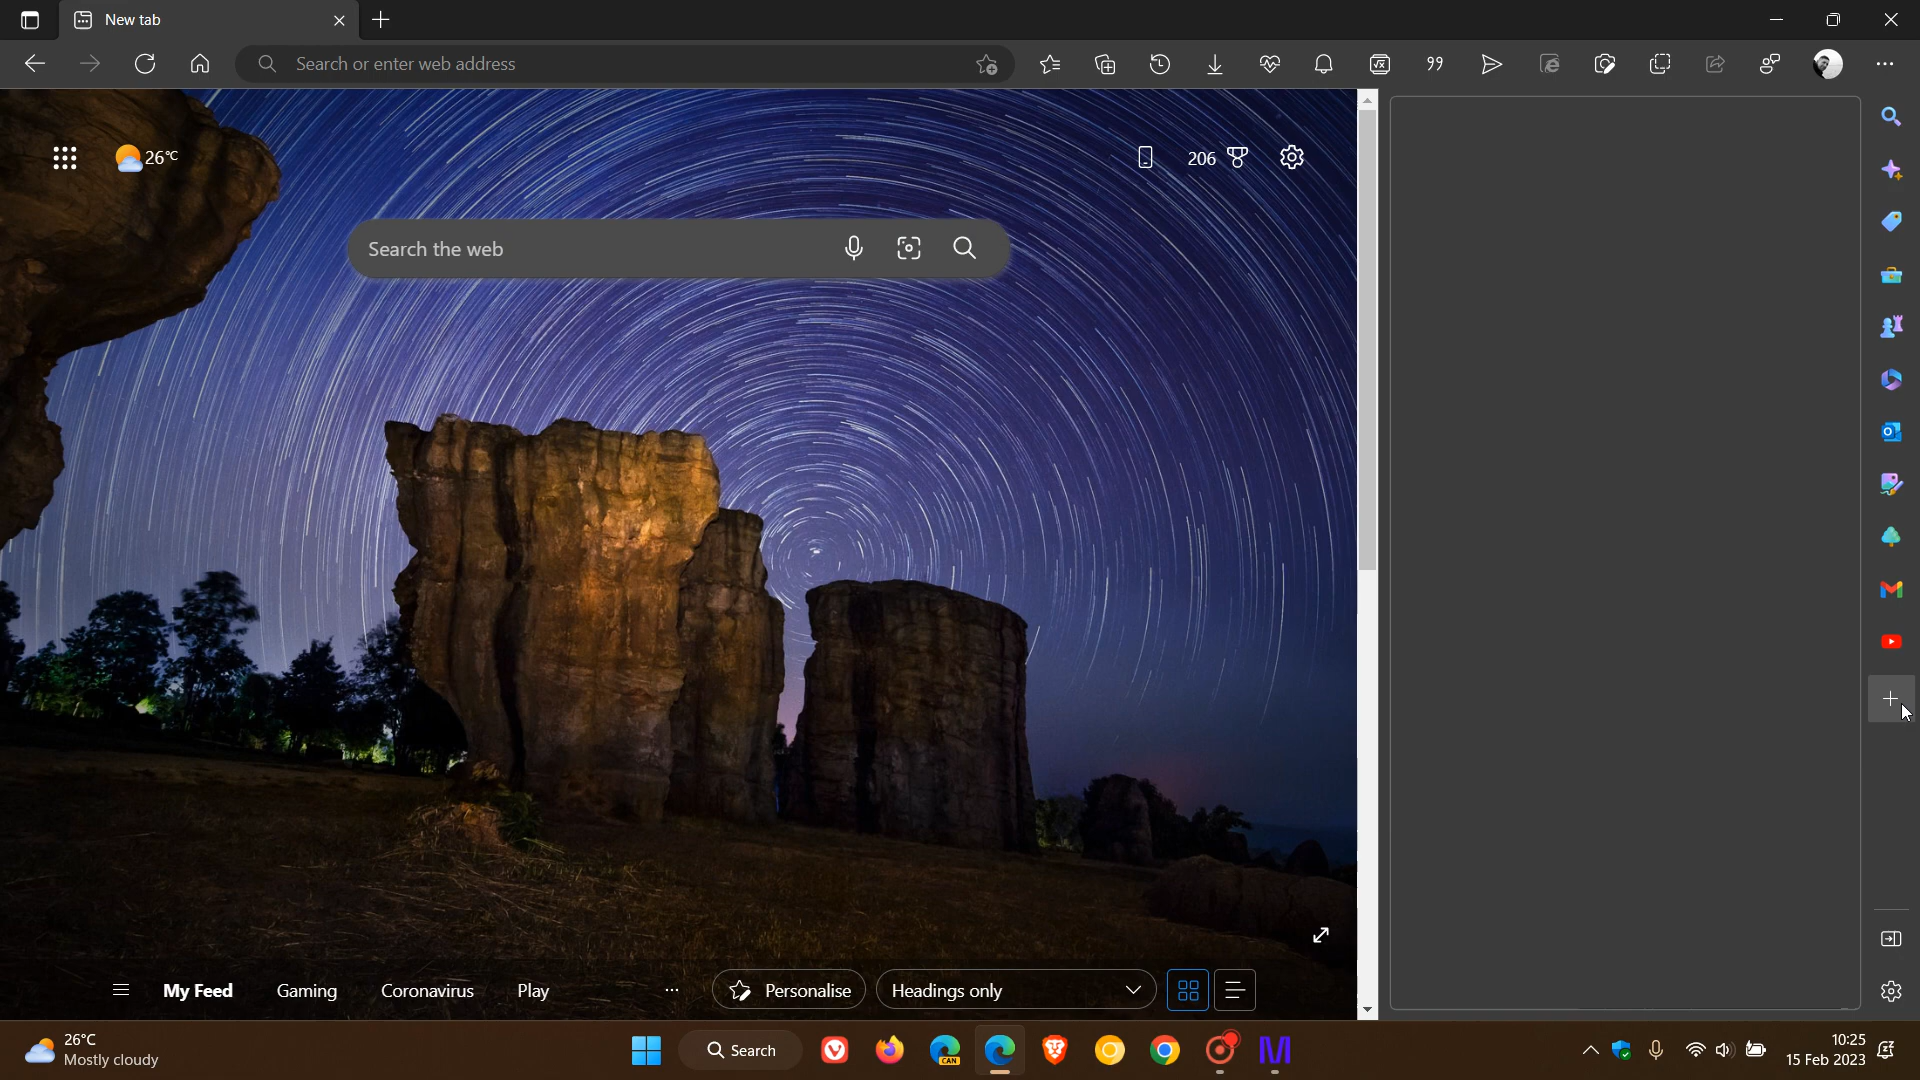 New tab
Search or enter web address
26°C
206
Search the web
My Feed
Gaming
Coronavirus
Play
Personalise
Headings only
26°C
Mostly cloudy
Search
CAN
10:25
15 Feb 2023